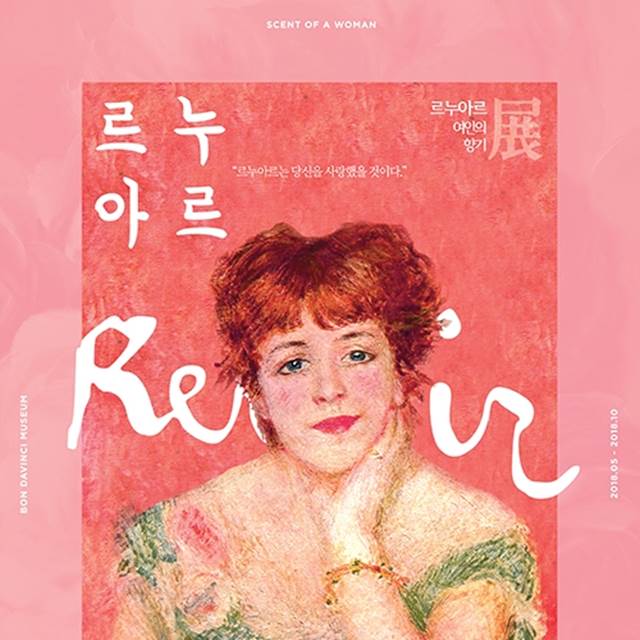 SCENT OF A WOMAN
르누
아르
르누아르
여인의
향기
展
“르누아르는 당신을 사랑했을 것이다.”
Re ir
BON DAVINCI MUSEUM
2018.05 - 2018.10